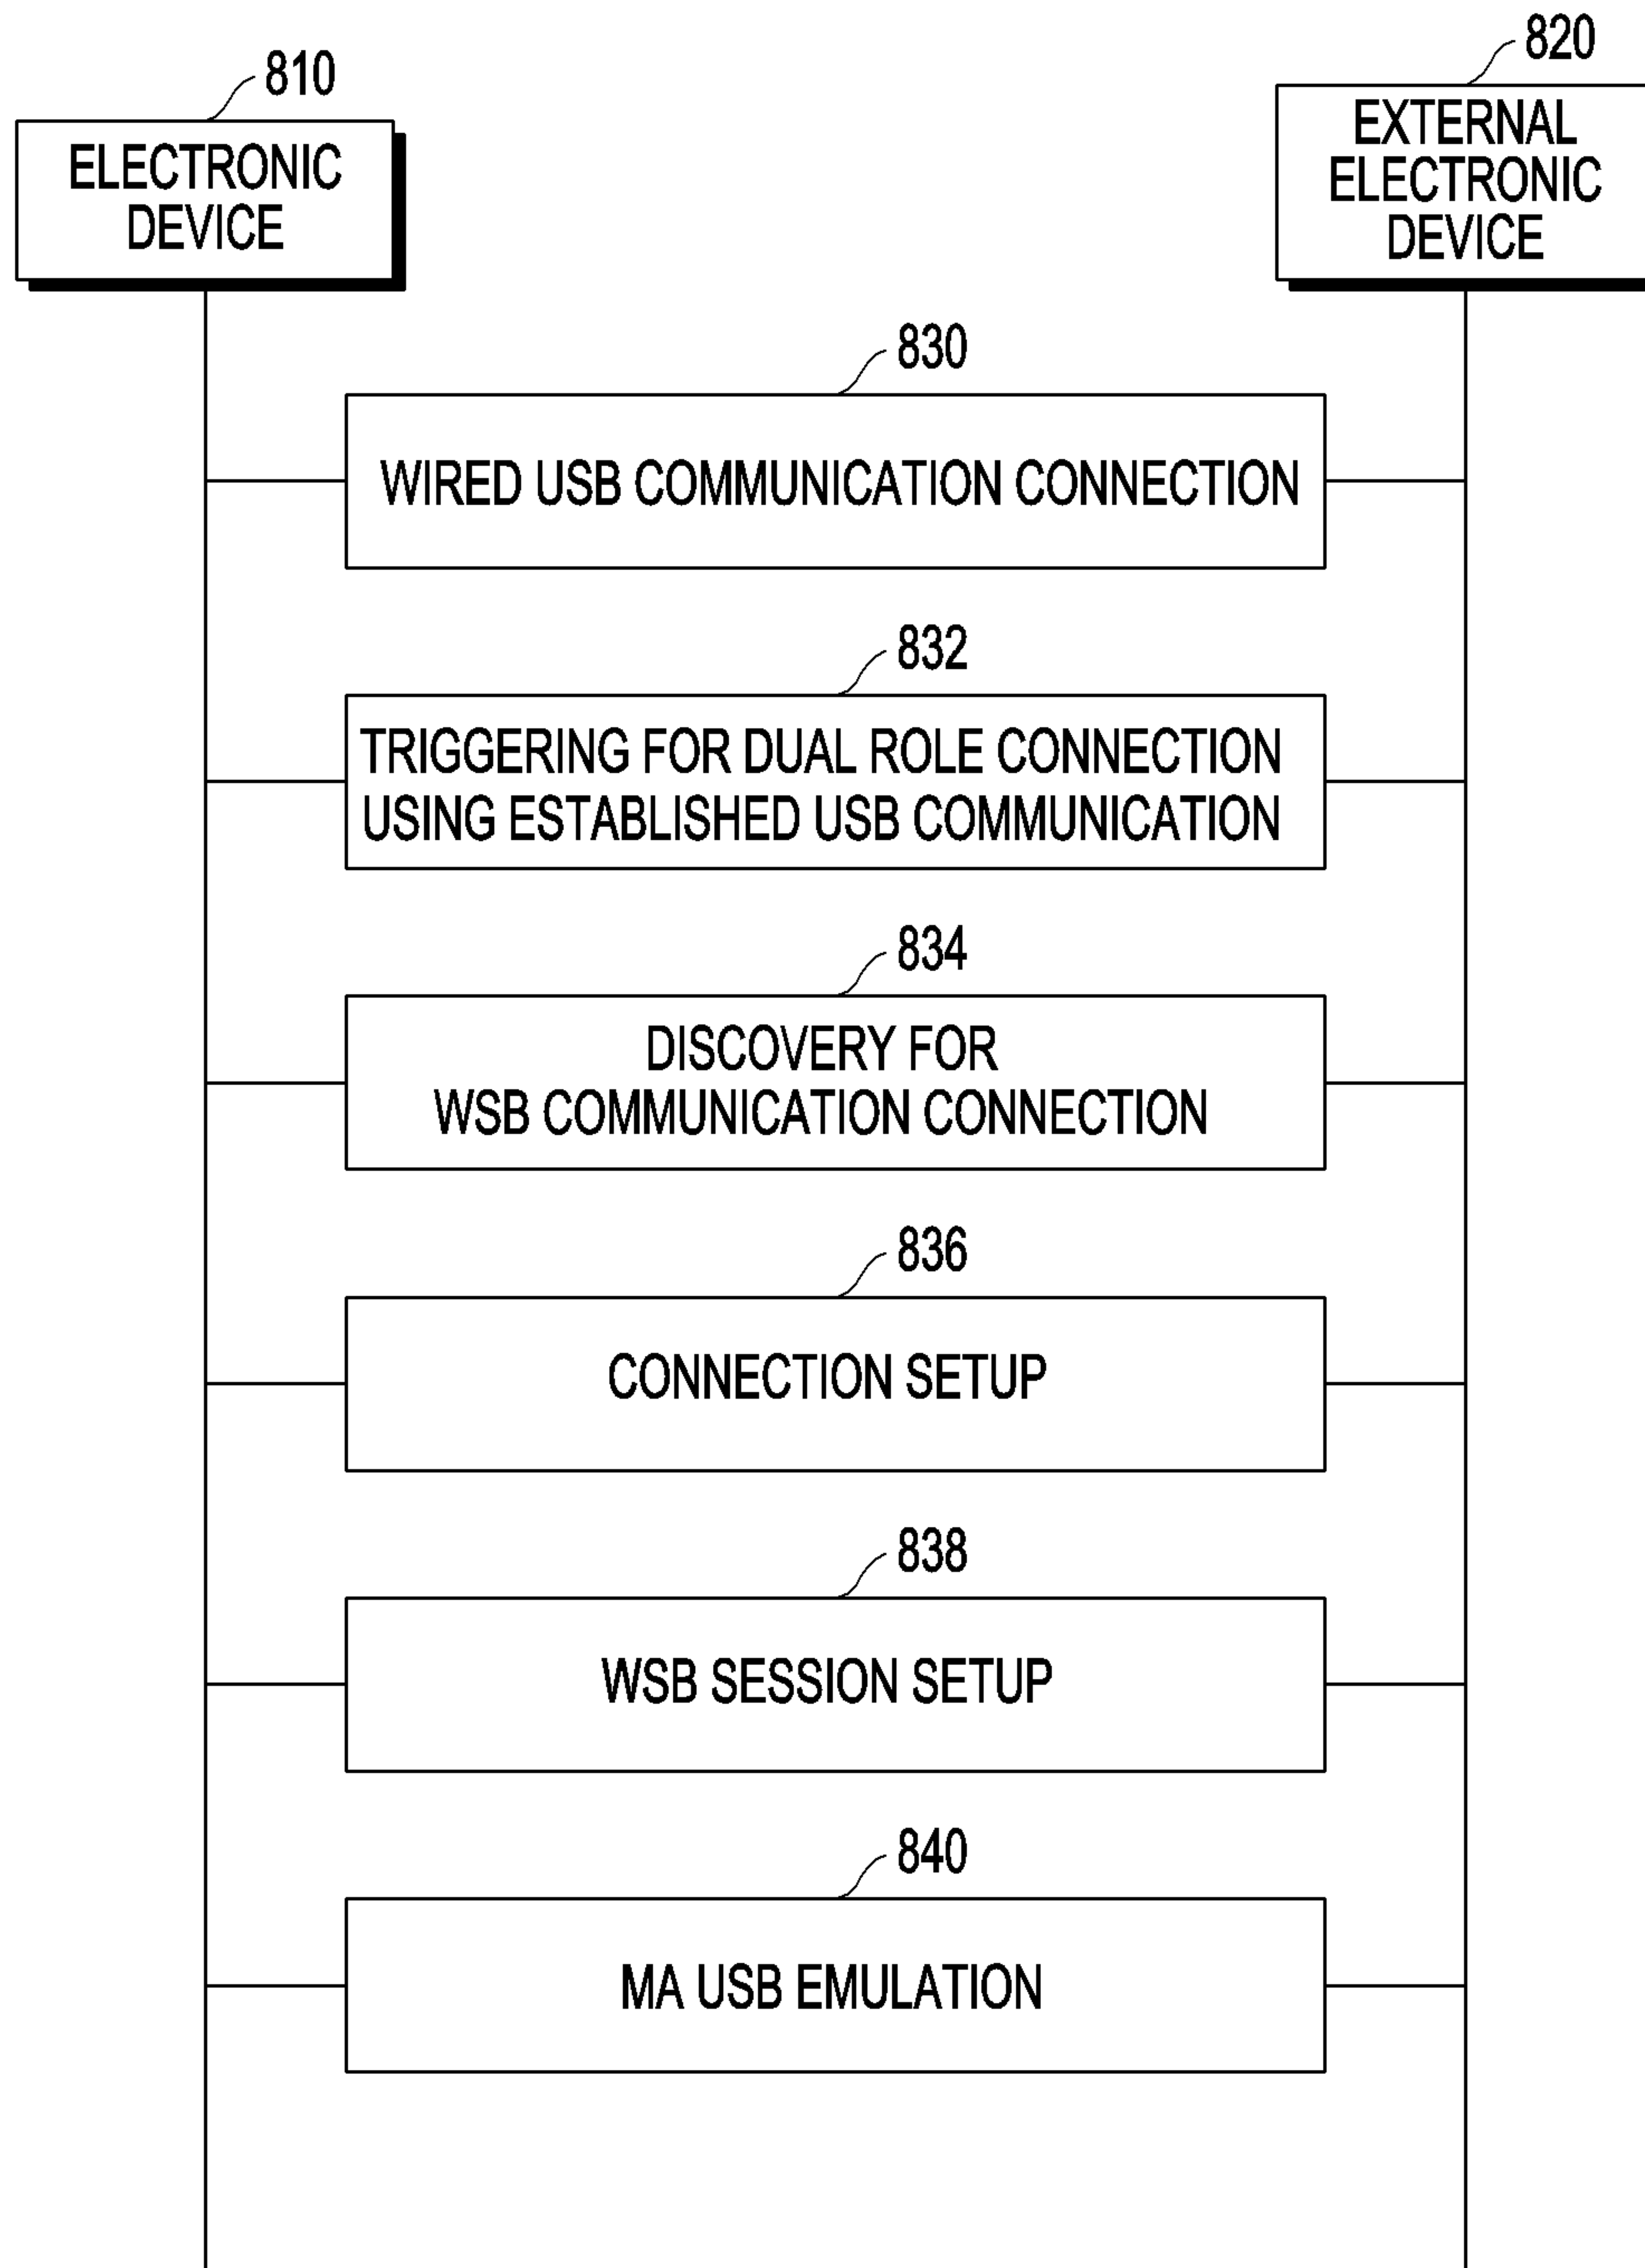 810
ELECTRONIC
DEVICE
820
EXTERNAL
ELECTRONIC
DEVICE
830
WIRED USB COMMUNICATION CONNECTION
832
TRIGGERING FOR DUAL ROLE CONNECTION
USING ESTABLISHED USB COMMUNICATION
834
DISCOVERY FOR
WSB COMMUNICATION CONNECTION
836
CONNECTION SETUP
838
WSB SESSION SETUP
840
MA USB EMULATION